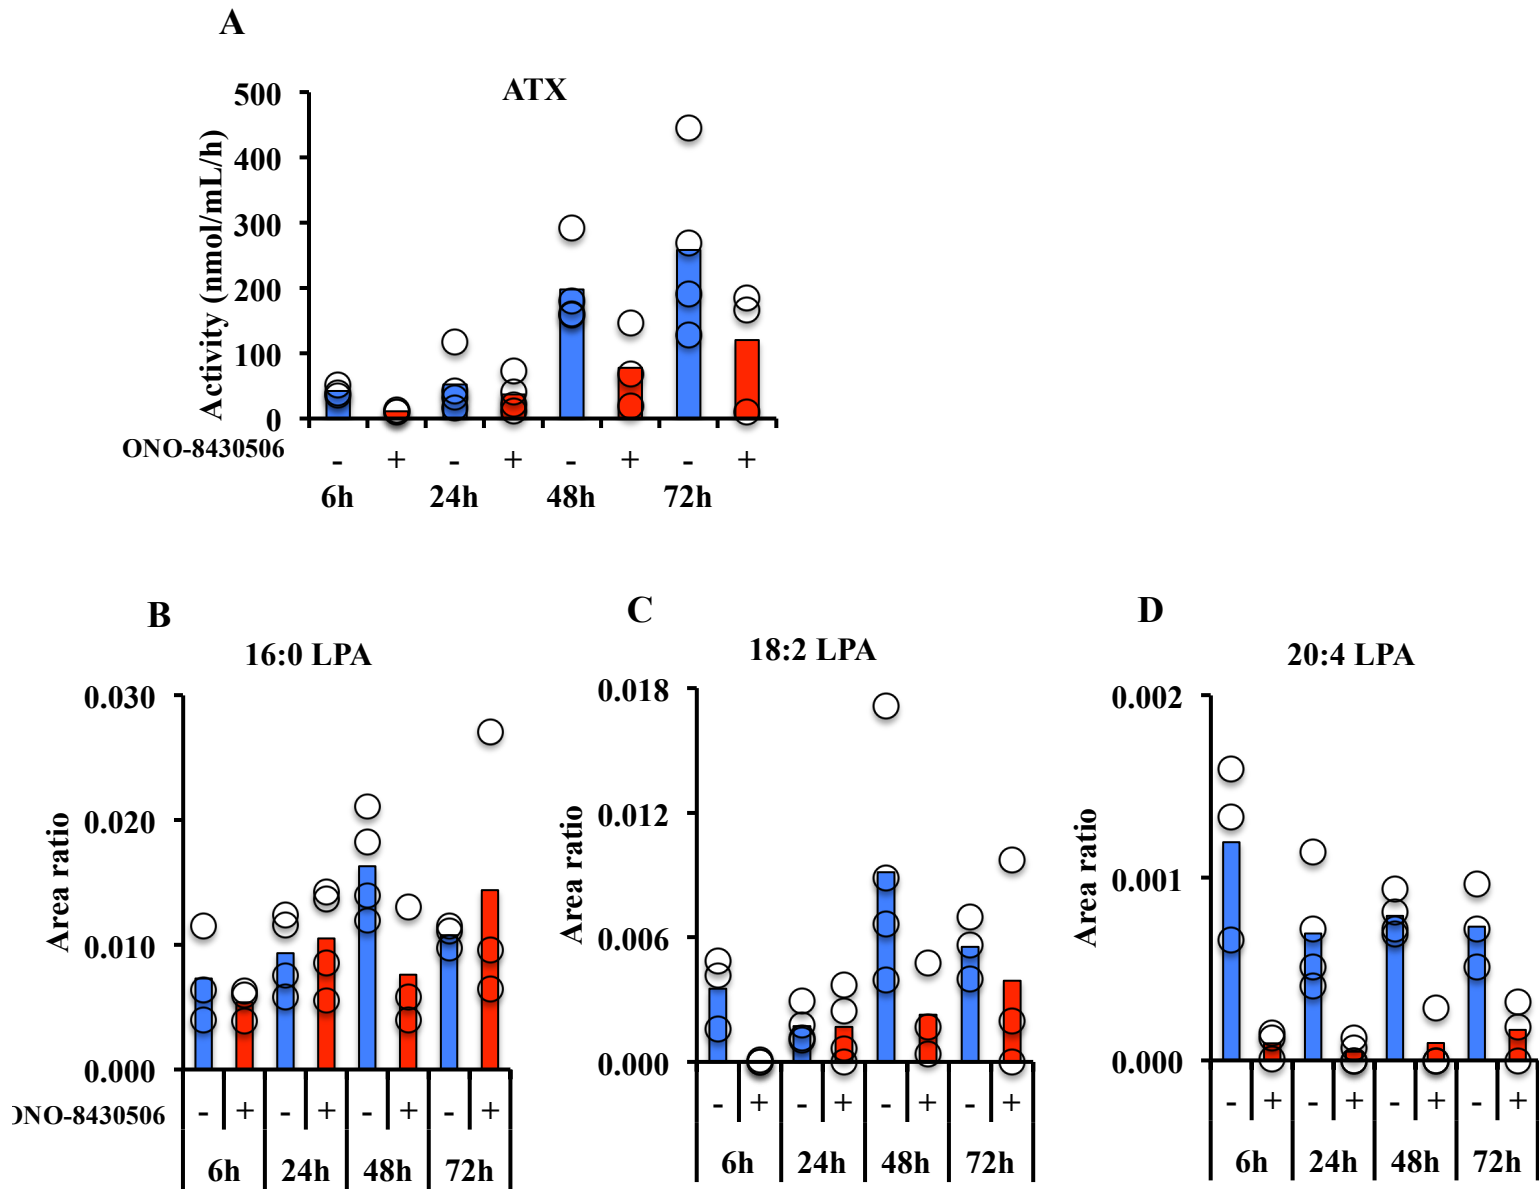 A
ATX
500
400
300
200
100
0
Activity (nmol/mL/h)
ONO-8430506
- + - + - + - +
6h 24h 48h 72h
B
16:0 LPA
0.030
0.020
0.010
0.000
Area ratio
ONO-8430506
- + - + - + - +
6h 24h 48h 72h
C
18:2 LPA
0.018
0.012
0.006
0.000
Area ratio
- + - + - + - +
6h 24h 48h 72h
D
20:4 LPA
0.002
0.001
0.000
Area ratio
- + - + - + - +
6h 24h 48h 72h